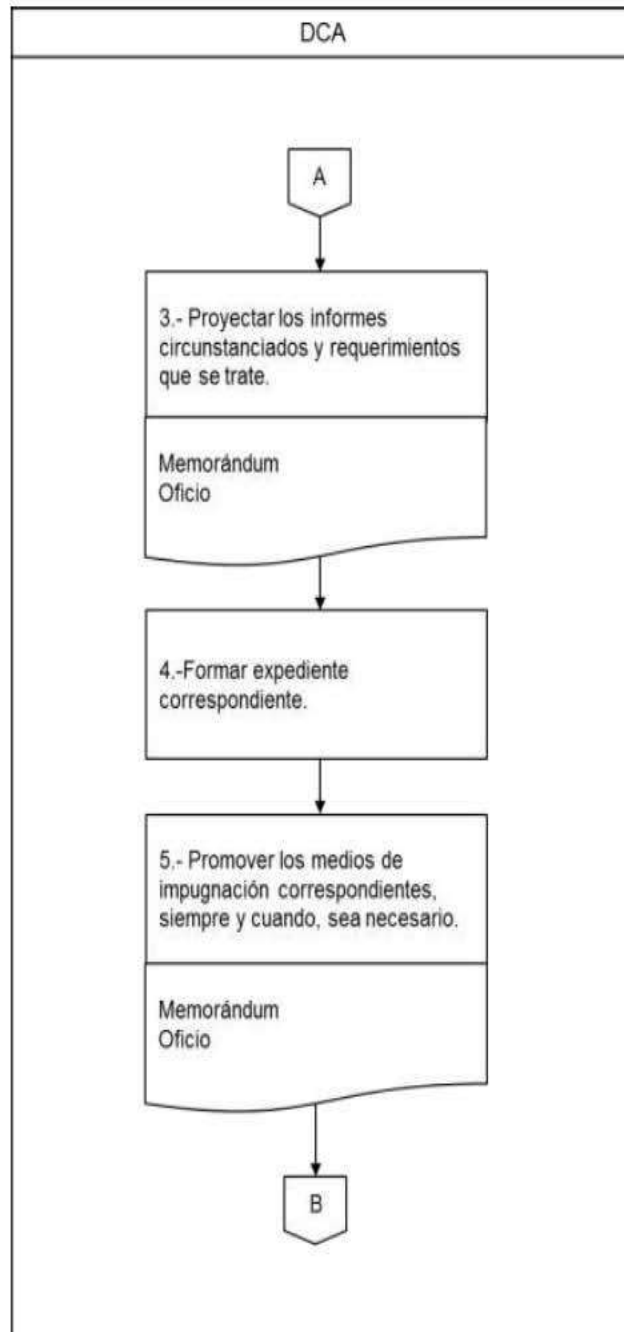 DCA
A
3.- Proyectar los informes
circunstanciados y requerimientos
que se trate.
Memorándum
Oficio
4.-Formar expediente
correspondiente.
5.- Promover los medios de
impugnación correspondientes,
siempre y cuando, sea necesario.
Memorándum
Oficio
B